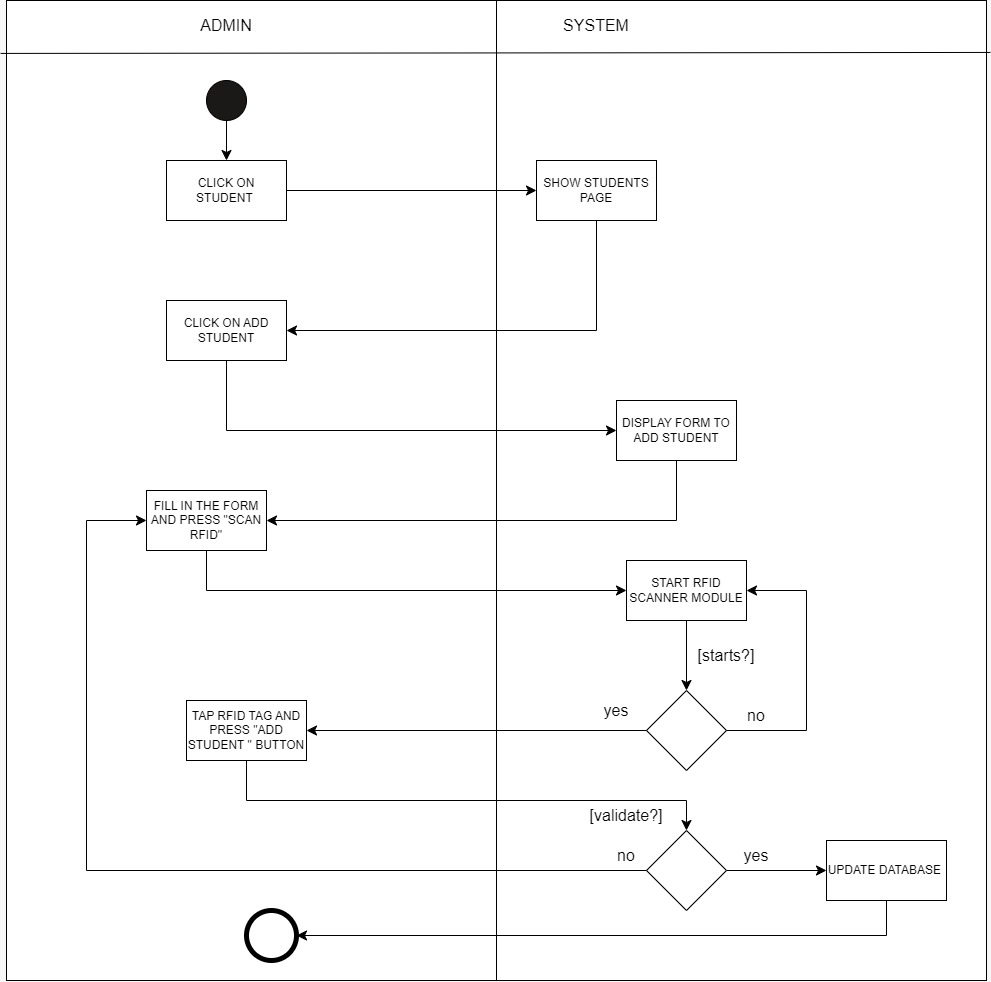 ADMIN
SYSTEM
CLICK ON
STUDENT
SHOW STUDENTS
PAGE
CLICK ON ADD
STUDENT
DISPLAY FORM TO
ADD STUDENT
FILL IN THE FORM
AND PRESS "SCAN
RFID"
START RFID
SCANNER MODULE
[starts?]
yes
no
TAP RFID TAG AND
PRESS "ADD
STUDENT " BUTTON
[validate?]
no
yes
UPDATE DATABASE